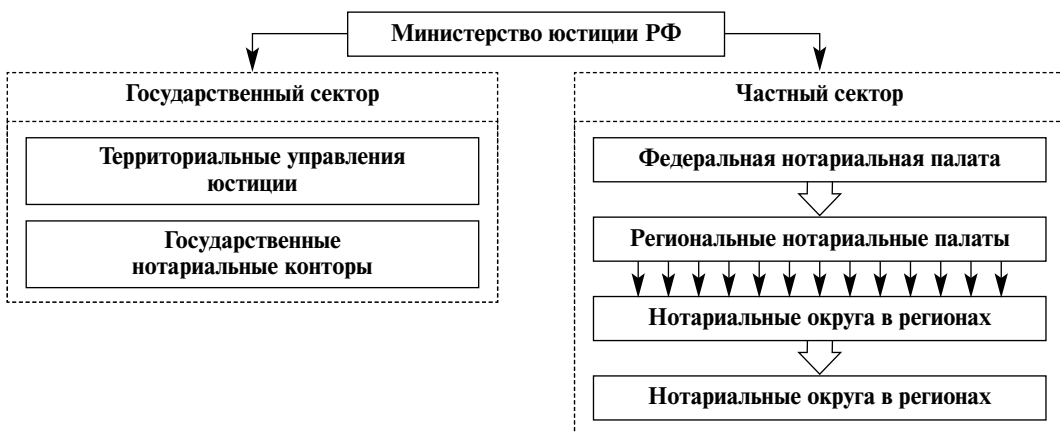 Министерство юстиции РФ
Государственный сектор
Территориальные управления
юстиции
Государственные
нотариальные конторы
Частный сектор
Федеральная нотариальная палата
Региональные нотариальные палаты
Нотариальные округа в регионах
Нотариальные округа в регионах